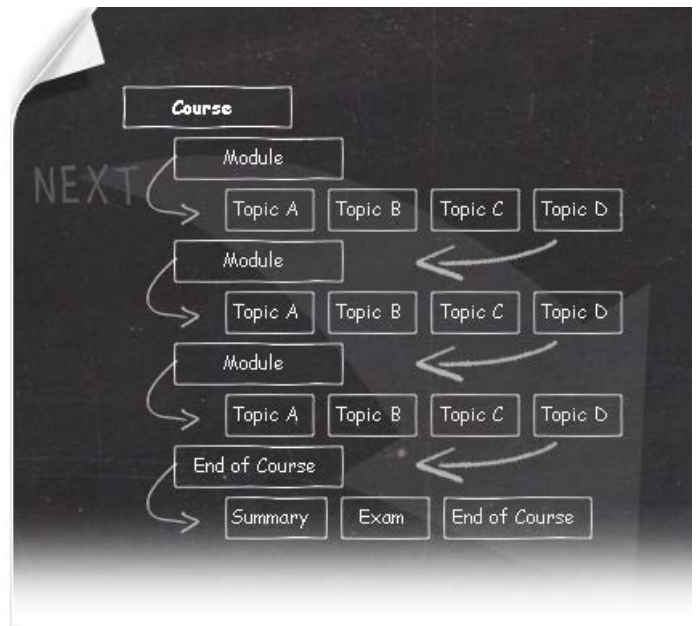 Course
Module
NEXT
Topic A Topic B Topic C Topic D
Module
Topic A Topic B Topic C Topic D
Module
Topic A Topic B Topic C Topic D
End of Course
Summary Exam End of Course